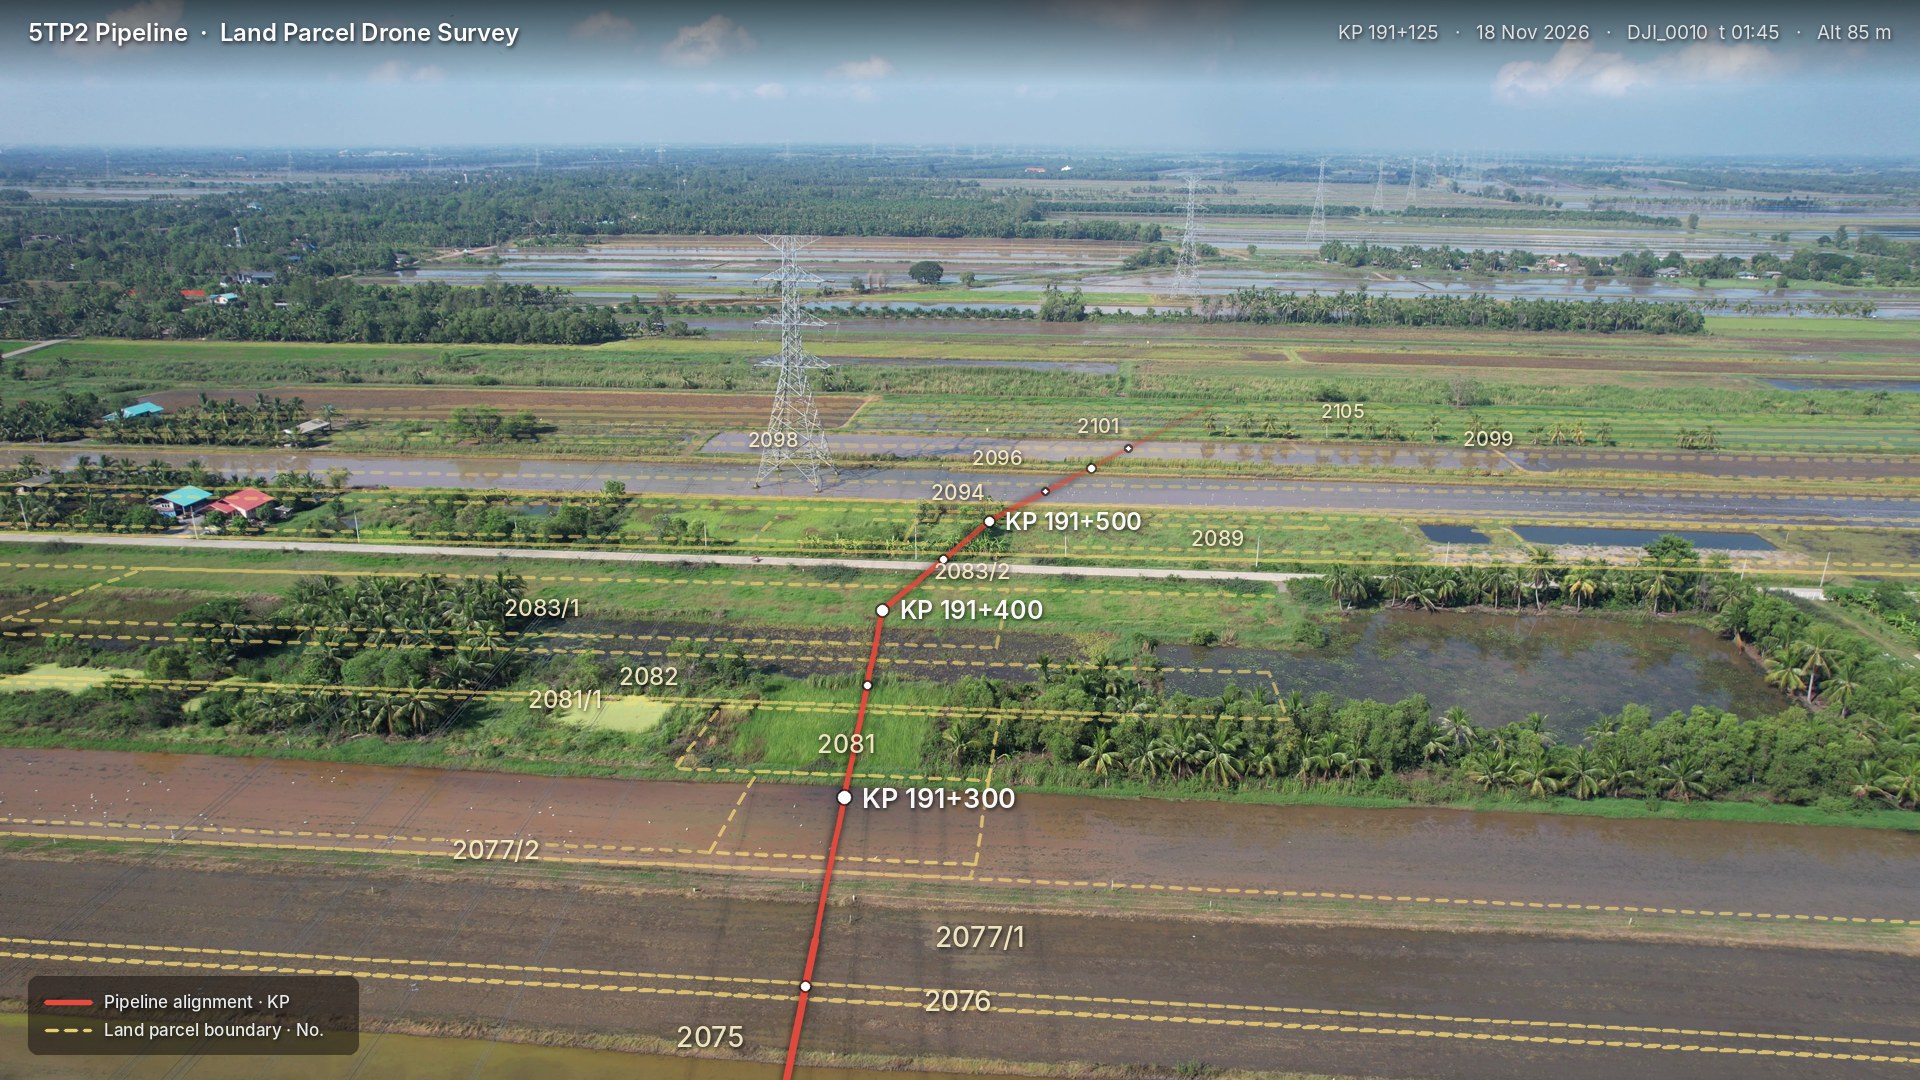 5TP2 Pipeline · Land Parcel Drone Survey
KP 191+125 · 18 Nov 2026 · DJI_0010 t 01:45 · Alt 85 m
2105
2101
2098
2099
2096
2094
KP 191+500
2089
2083/2
2083/1
KP 191+400
2082
2081/1
2081
KP 191+300
2077/2
2077/1
2076
2075
Pipeline alignment · KP
Land parcel boundary · No.